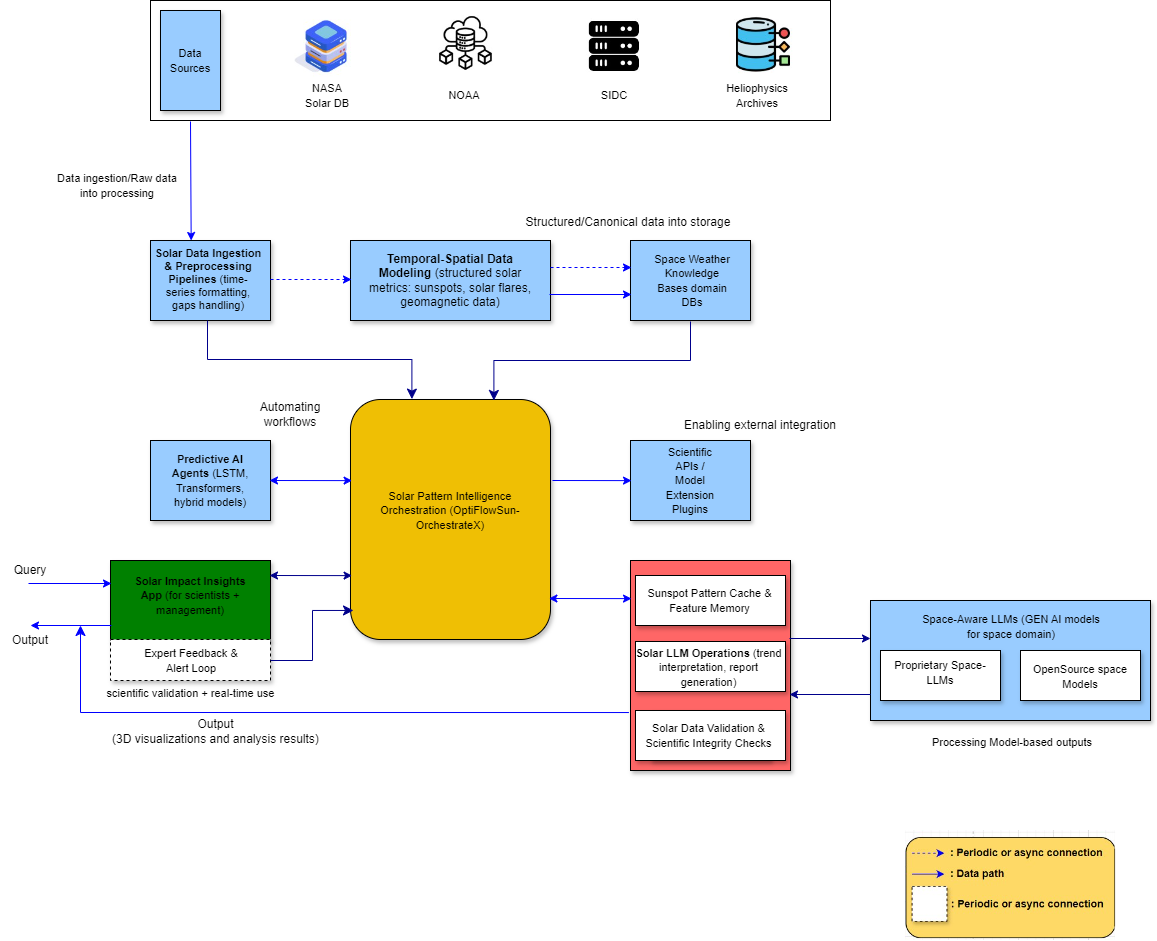 Data
Sources
NASA
Solar DB
NOAA
SIDC
Heliophysics
Archives
Data ingestion/Raw data
into processing
Structured/Canonical data into storage
Solar Data Ingestion
& Preprocessing
Pipelines (time-
series formatting,
gaps handling)
Temporal-Spatial Data
Modeling (structured solar
metrics: sunspots, solar flares,
geomagnetic data)
Space Weather
Knowledge
Bases domain
DBs
Automating
workflows
Enabling external integration
Predictive AI
Agents (LSTM,
Transformers,
hybrid models)
Solar Pattern Intelligence
Orchestration (OptiFlowSun-
OrchestrateX)
Scientific
APIs /
Model
Extension
Plugins
Query
Output
Solar Impact Insights
App (for scientists +
management)
Expert Feedback &
Alert Loop
scientific validation + real-time use
Output
(3D visualizations and analysis results)
Sunspot Pattern Cache &
Feature Memory
Solar LLM Operations (trend
interpretation, report
generation)
Solar Data Validation &
Scientific Integrity Checks
Space-Aware LLMs (GEN AI models
for space domain)
Proprietary Space-
LLMs
OpenSource space
Models
Processing Model-based outputs
: Periodic or async connection
: Data path
: Periodic or async connection